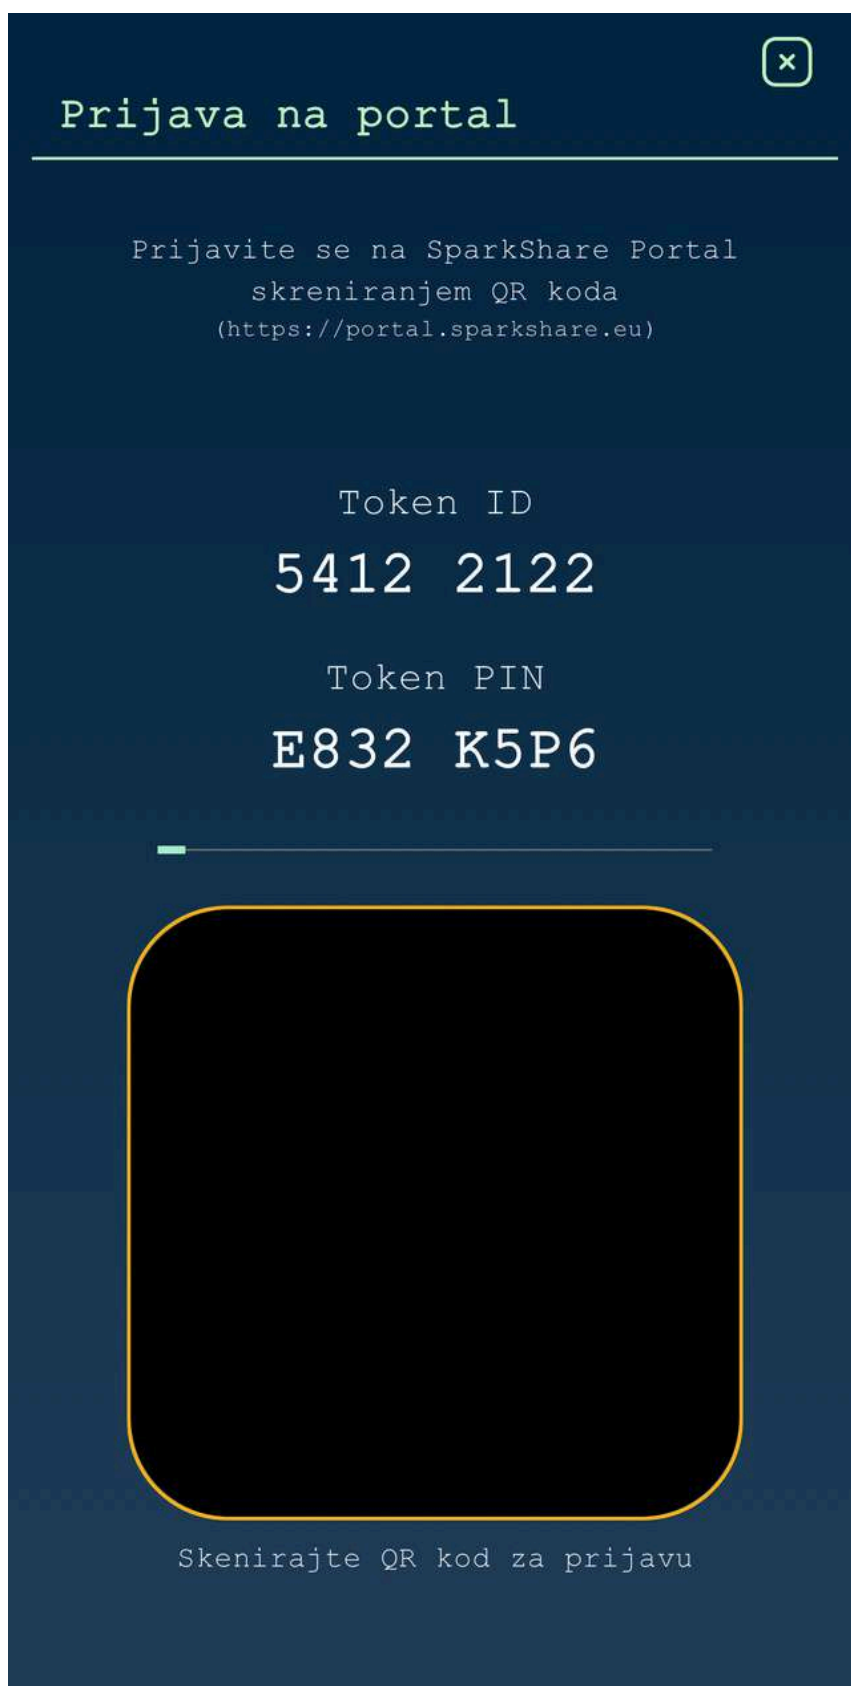 Prijava na portal
Prijavite se na SparkShare Portal
skreniranjem QR koda
(https://portal.sparkshare.eu)
Token ID
5412 2122
Token PIN
E832 K5P6
Skenirajte QR kod za prijavu